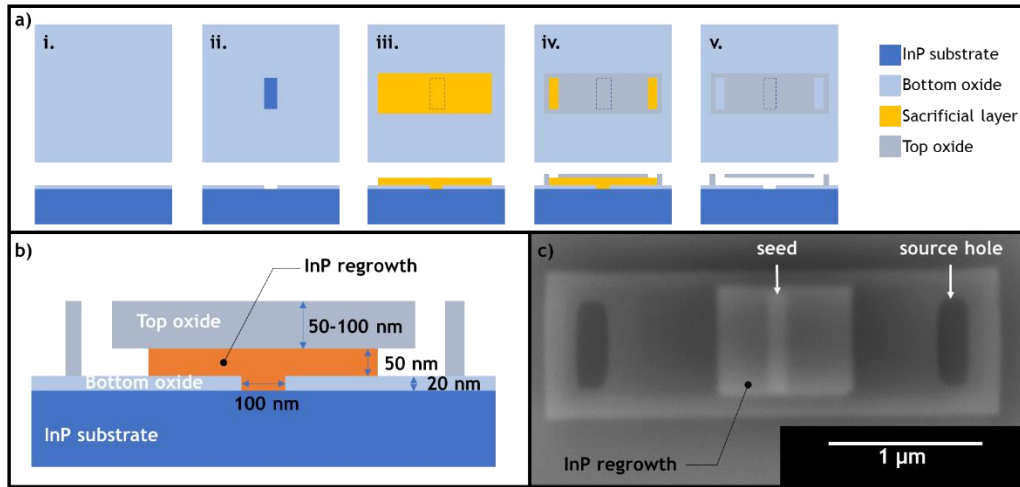 a)
i.
ii.
iii.
iv.
v.
InP substrate
Bottom oxide
Sacrificial layer
Top oxide
b)
InP regrowth
Top oxide
50-100 nm
50 nm
Bottom oxide
20 nm
100 nm
InP substrate
c)
seed
source hole
InP regrowth
1 µm